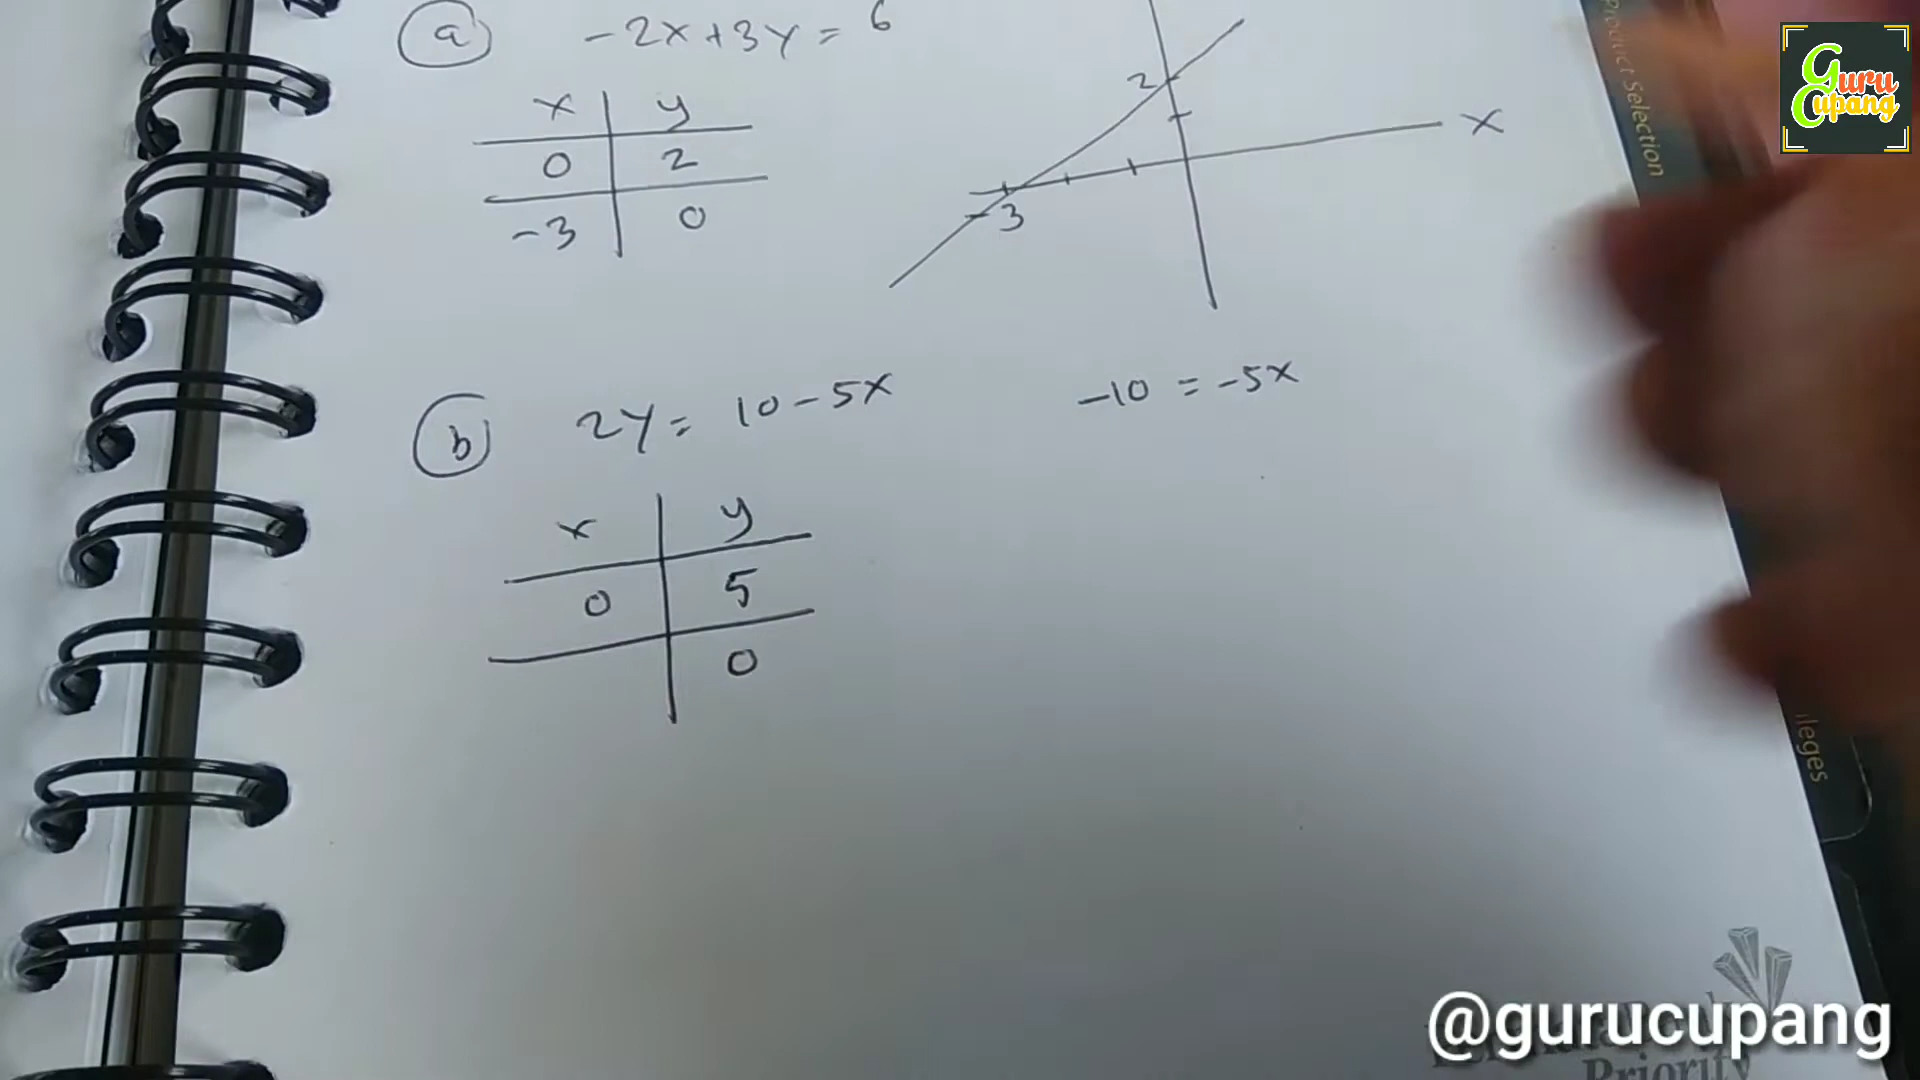 a -2x+3y = 6
x y
0 2
-3 0
2
x
-3
b 2y = 10-5x
-10 = -5x
x y
0 5
0
Guru Cupang
Product Selection
ileges
@gurucupang
Priority